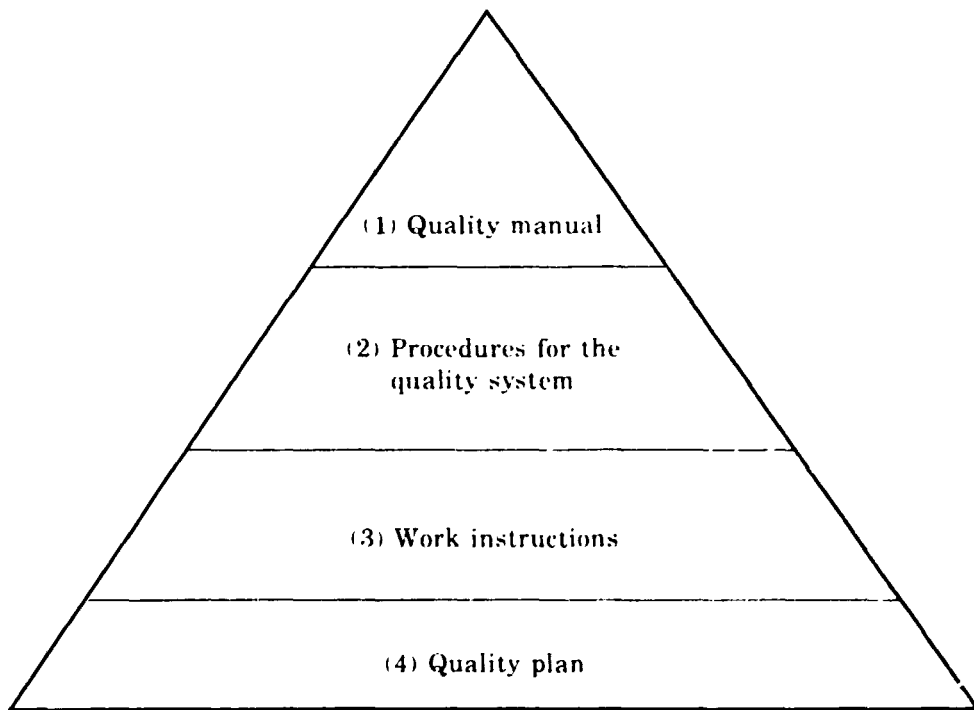 (1) Quality manual
(2) Procedures for the
quality system
(3) Work instructions
(4) Quality plan